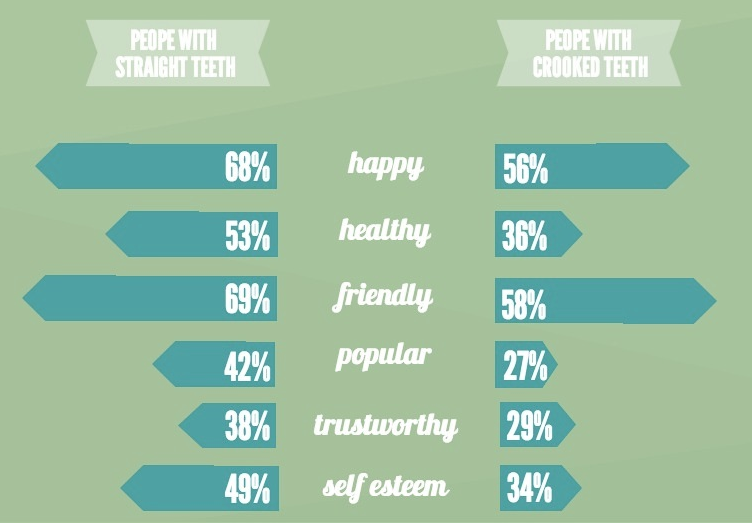 PEOPE WITH
STRAIGHT TEETH
PEOPE WITH
CROOKED TEETH
68% happy 56%
53% healthy 36%
69% friendly 58%
42% popular 27%
38% trustworthy 29%
49% self esteem 34%